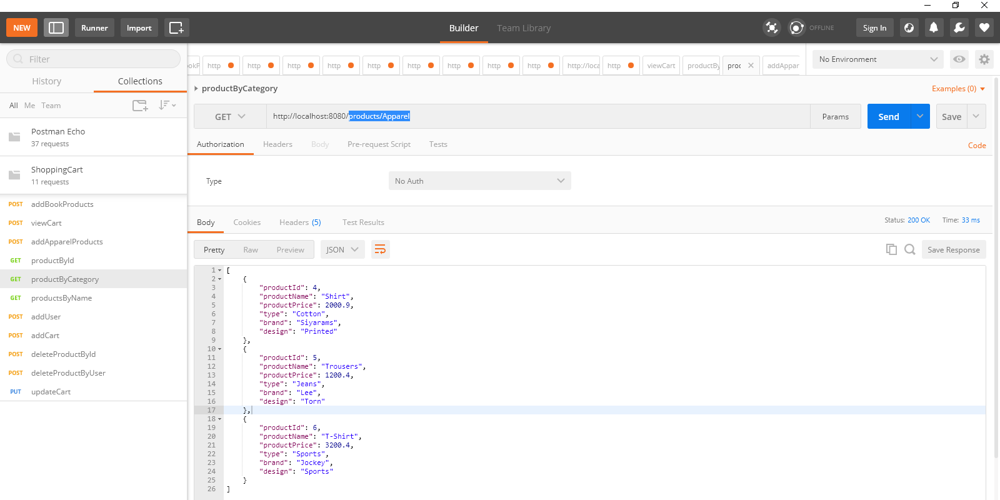 NEW
Runner
Import
Builder
Team Library
OFFLINE
Sign In
Filter
History
Collections
All Me Team
Postman Echo
37 requests
ShoppingCart
11 requests
POST addBookProducts
POST viewCart
POST addApparelProducts
GET productById
GET productByCategory
GET productsByName
POST addUser
POST addCart
POST deleteProductById
POST deleteProductByUser
PUT updateCart
ookP
http
http
http
http
http
http
http
http
http
http://loca
http
viewCart
productBy
proc
addAppar
No Environment
productByCategory
Examples (0)
GET
http://localhost:8080/products/Apparel
Params
Send
Save
Authorization
Headers
Body
Pre-request Script
Tests
Code
Type
No Auth
Body
Cookies
Headers (5)
Test Results
Status: 200 OK
Time: 33 ms
Pretty
Raw
Preview
JSON
Save Response
1 [
2 {
3 "productId": 4,
4 "productName": "Shirt",
5 "productPrice": 2000.9,
6 "type": "Cotton",
7 "brand": "Siyarams",
8 "design": "Printed"
9 },
10 {
11 "productId": 5,
12 "productName": "Trousers",
13 "productPrice": 1200.4,
14 "type": "Jeans",
15 "brand": "Lee",
16 "design": "Torn"
17 },
18 {
19 "productId": 6,
20 "productName": "T-Shirt",
21 "productPrice": 3200.4,
22 "type": "Sports",
23 "brand": "Jockey",
24 "design": "Sports"
25 }
26 ]